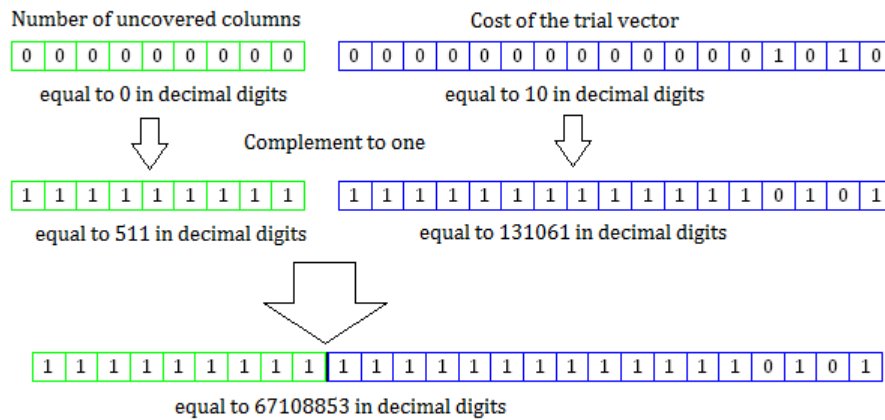 Number of uncovered columns
Cost of the trial vector
0 0 0 0 0 0 0 0 0
0 0 0 0 0 0 0 0 0 0 0 0 0 1 0 1 0
equal to 0 in decimal digits
equal to 10 in decimal digits
Complement to one
1 1 1 1 1 1 1 1 1
1 1 1 1 1 1 1 1 1 1 1 1 1 0 1 0 1
equal to 511 in decimal digits
equal to 131061 in decimal digits
1 1 1 1 1 1 1 1 1 1 1 1 1 1 1 1 1 1 1 1 1 1 0 1 0 1
equal to 67108853 in decimal digits